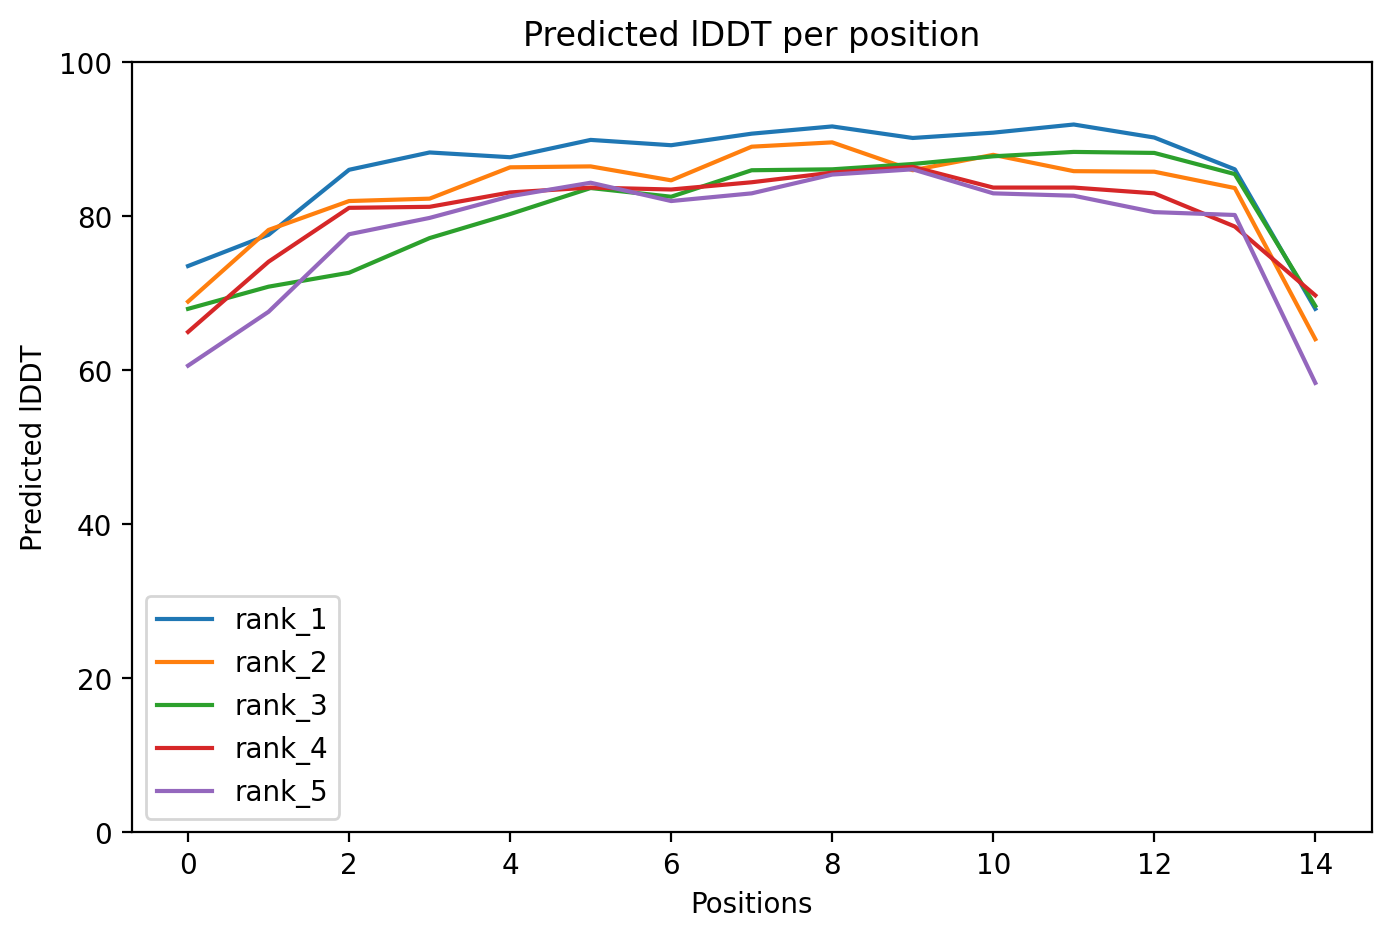 Predicted lDDT per position
Predicted lDDT
100
80
60
40
20
0
rank_1
rank_2
rank_3
rank_4
rank_5
0 2 4 6 8 10 12 14
Positions